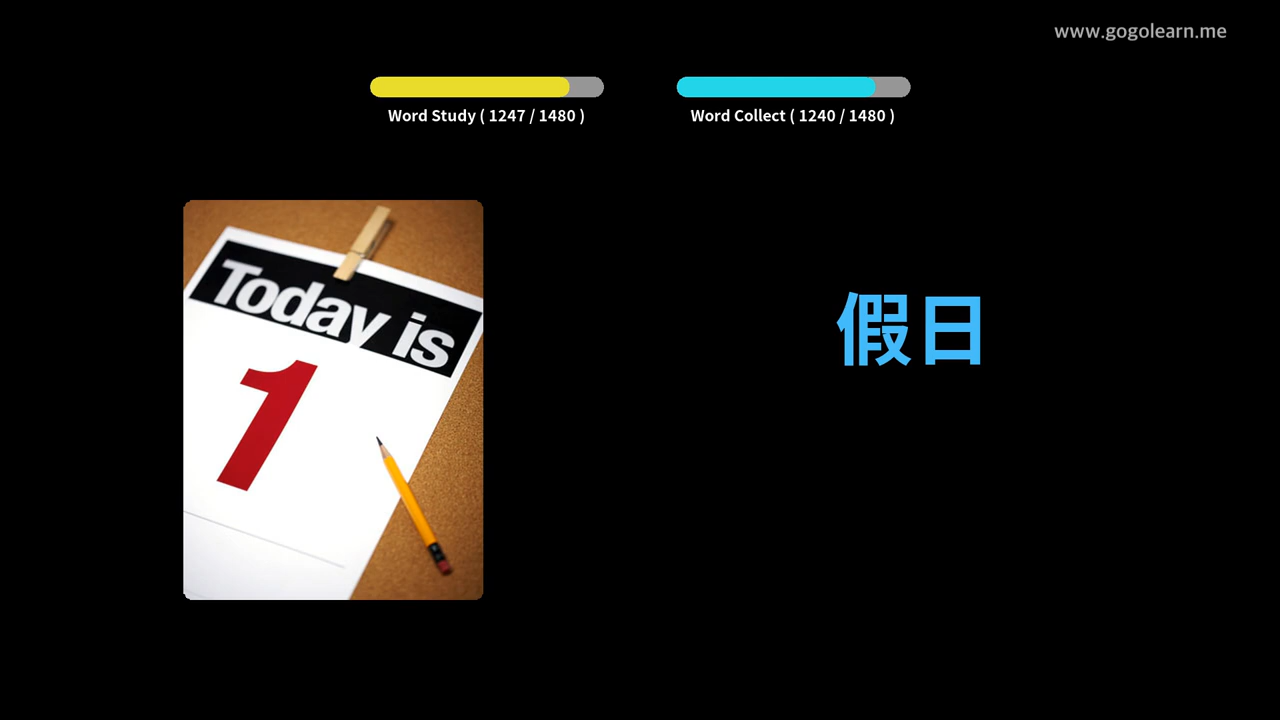 www.gogolearn.me
Word Study ( 1247 / 1480 )
Word Collect ( 1240 / 1480 )
Today is
1
假日